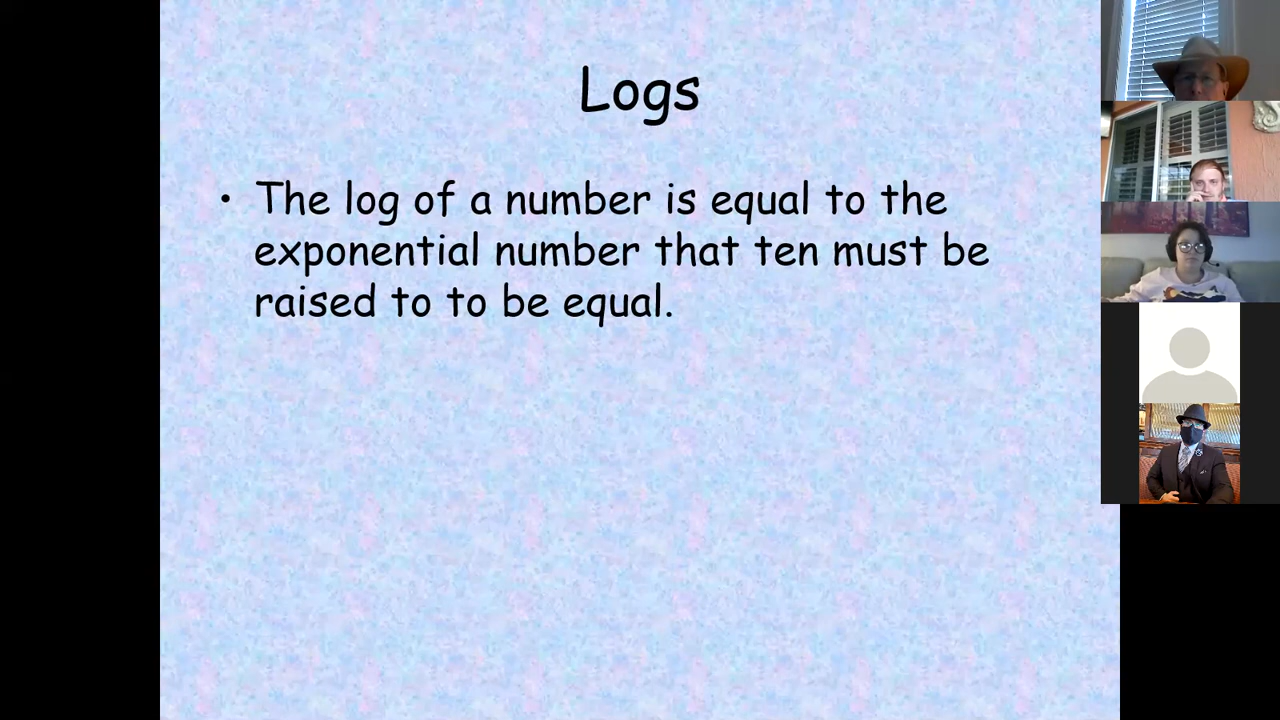 Logs
• The log of a number is equal to the
exponential number that ten must be
raised to to be equal.